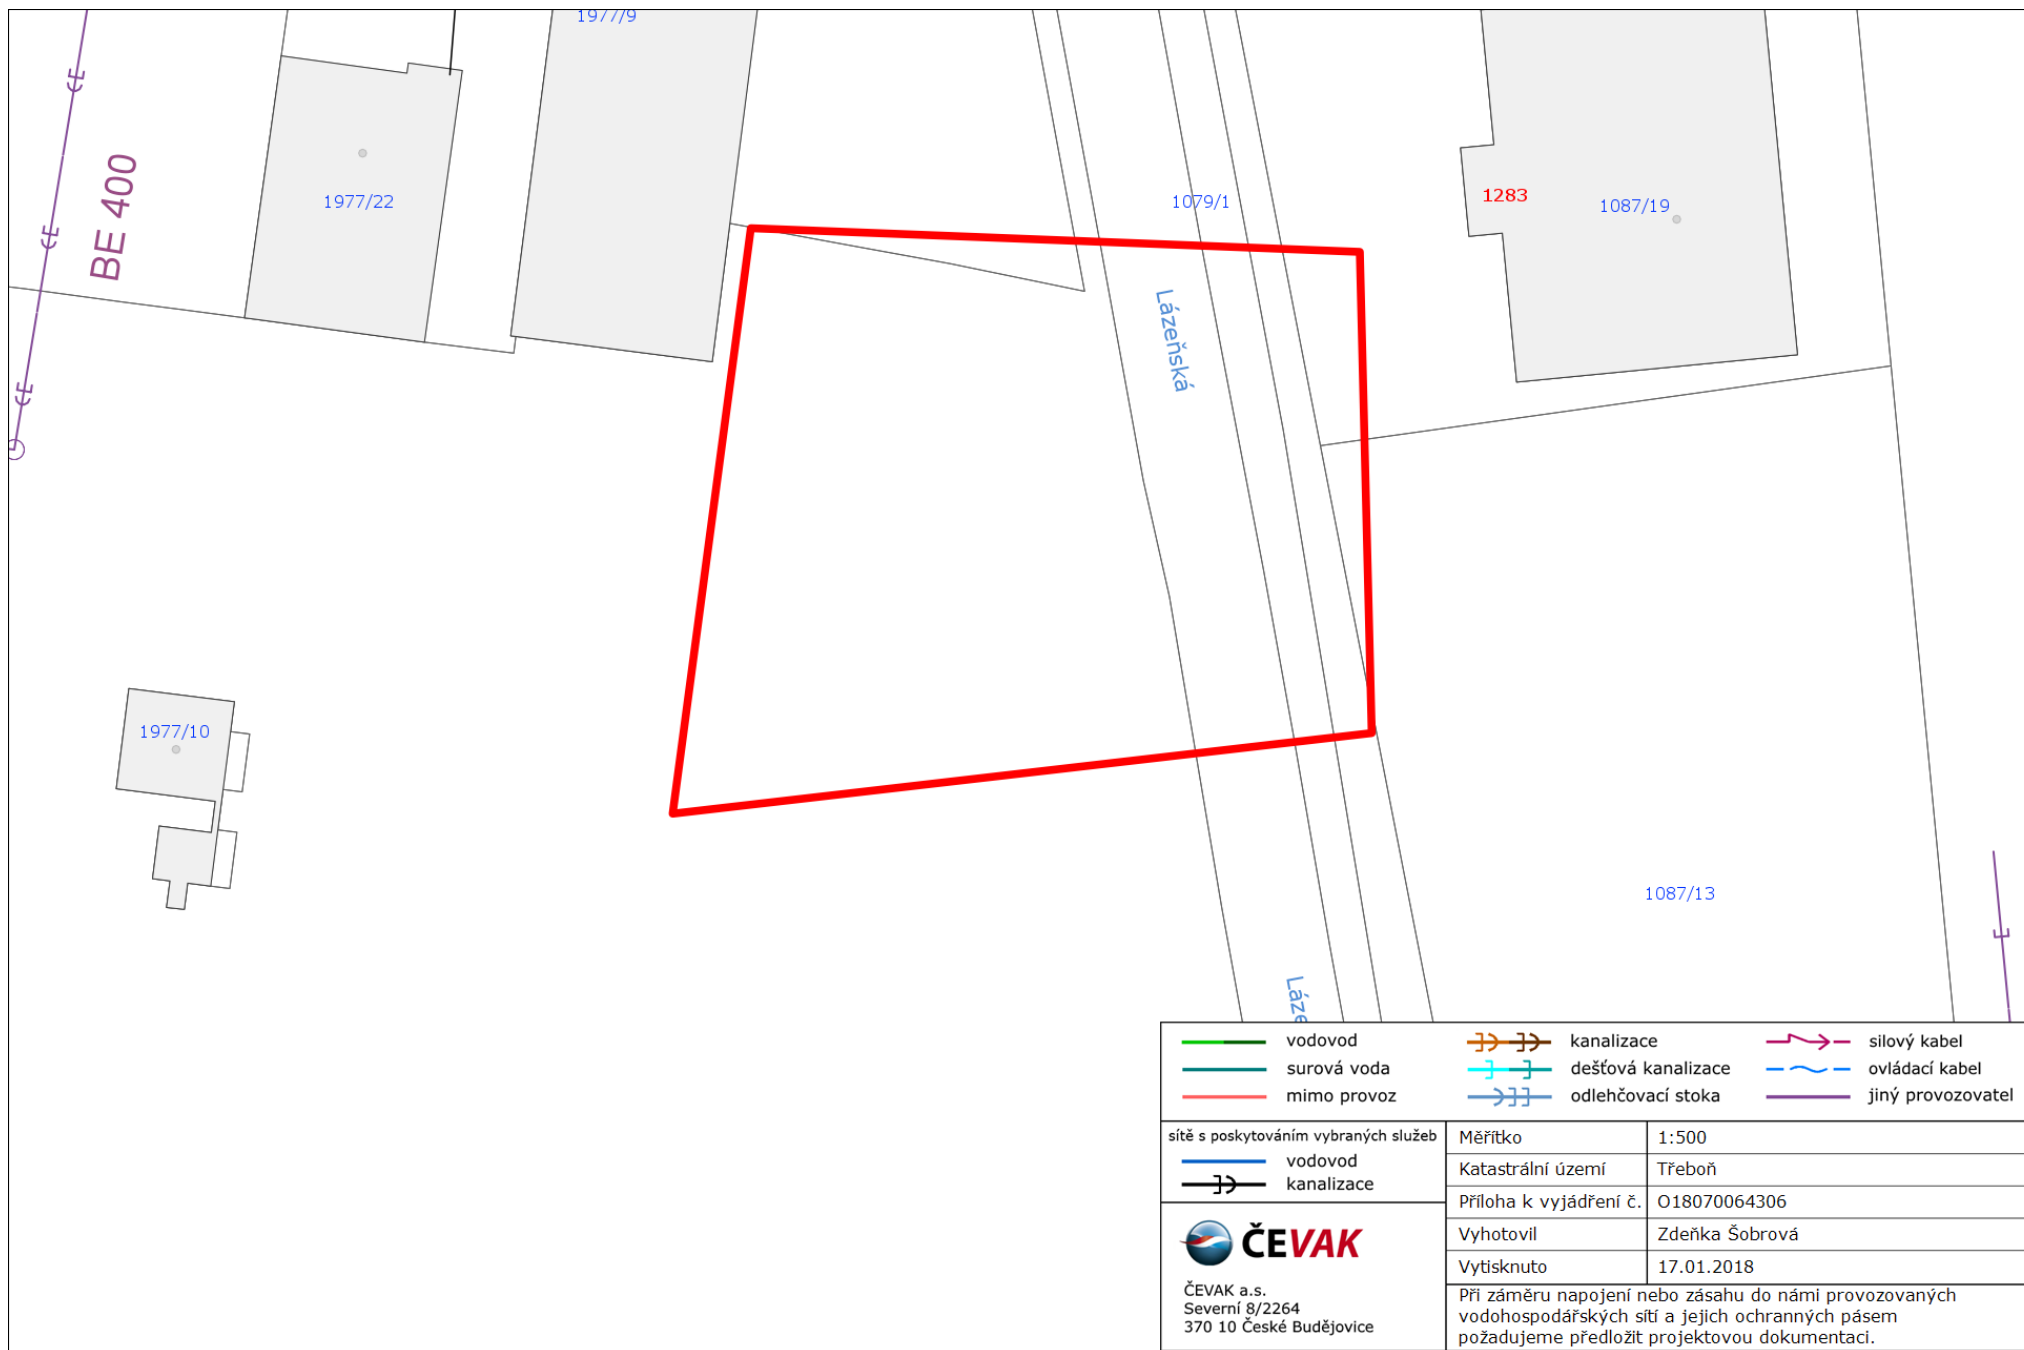 1977/9
BE 400
1977/22
1079/1
1283
1087/19
Lázeňská
1977/10
1087/13
Láze
vodovod
surová voda
mimo provoz
kanalizace
dešťová kanalizace
odlehčovací stoka
silový kabel
ovládací kabel
jiný provozovatel
sítě s poskytováním vybraných služeb
vodovod
kanalizace
Měřítko 1:500
Katastrální území Třeboň
Příloha k vyjádření č. O18070064306
Vyhotovil Zdeňka Šobrová
Vytisknuto 17.01.2018
ČEVAK
ČEVAK a.s.
Severní 8/2264
370 10 České Budějovice
Při záměru napojení nebo zásahu do námi provozovaných
vodohospodářských sítí a jejich ochranných pásem
požadujeme předložit projektovou dokumentaci.